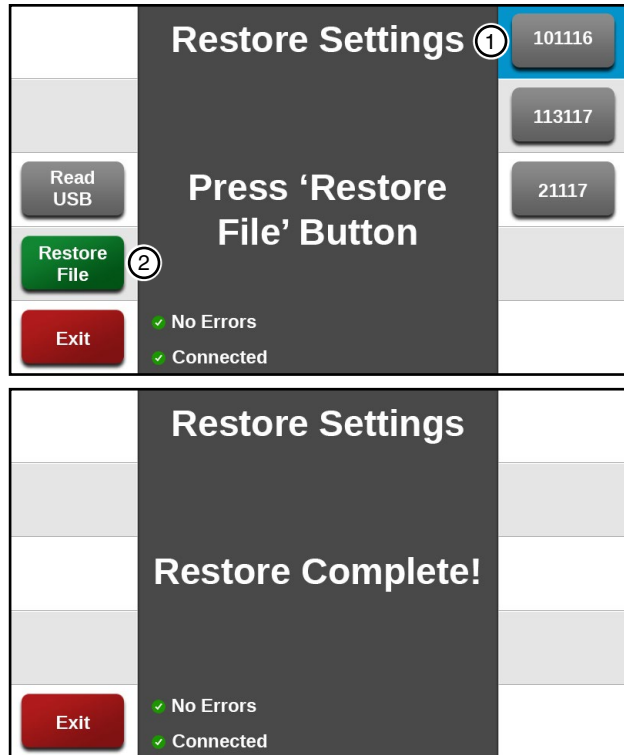 Restore Settings
1
101116
113117
Read
USB
Press ‘Restore
File’ Button
21117
Restore
File
2
Exit
No Errors
Connected
Restore Settings
Restore Complete!
Exit
No Errors
Connected